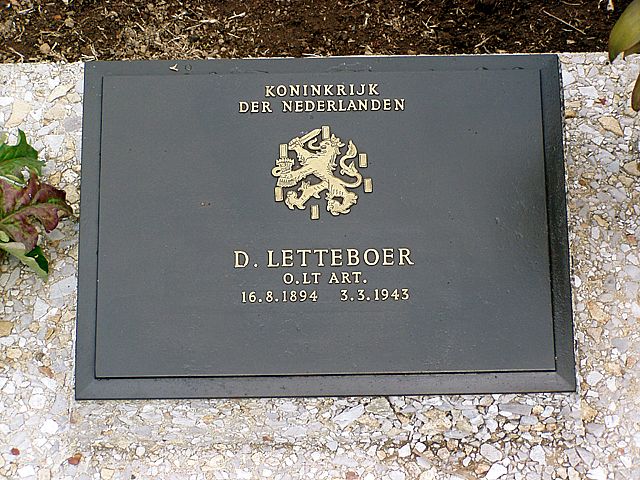 KONINKRIJK
DER NEDERLANDEN
D. LETTEBOER
O.LT ART.
16.8.1894 3.3.1943